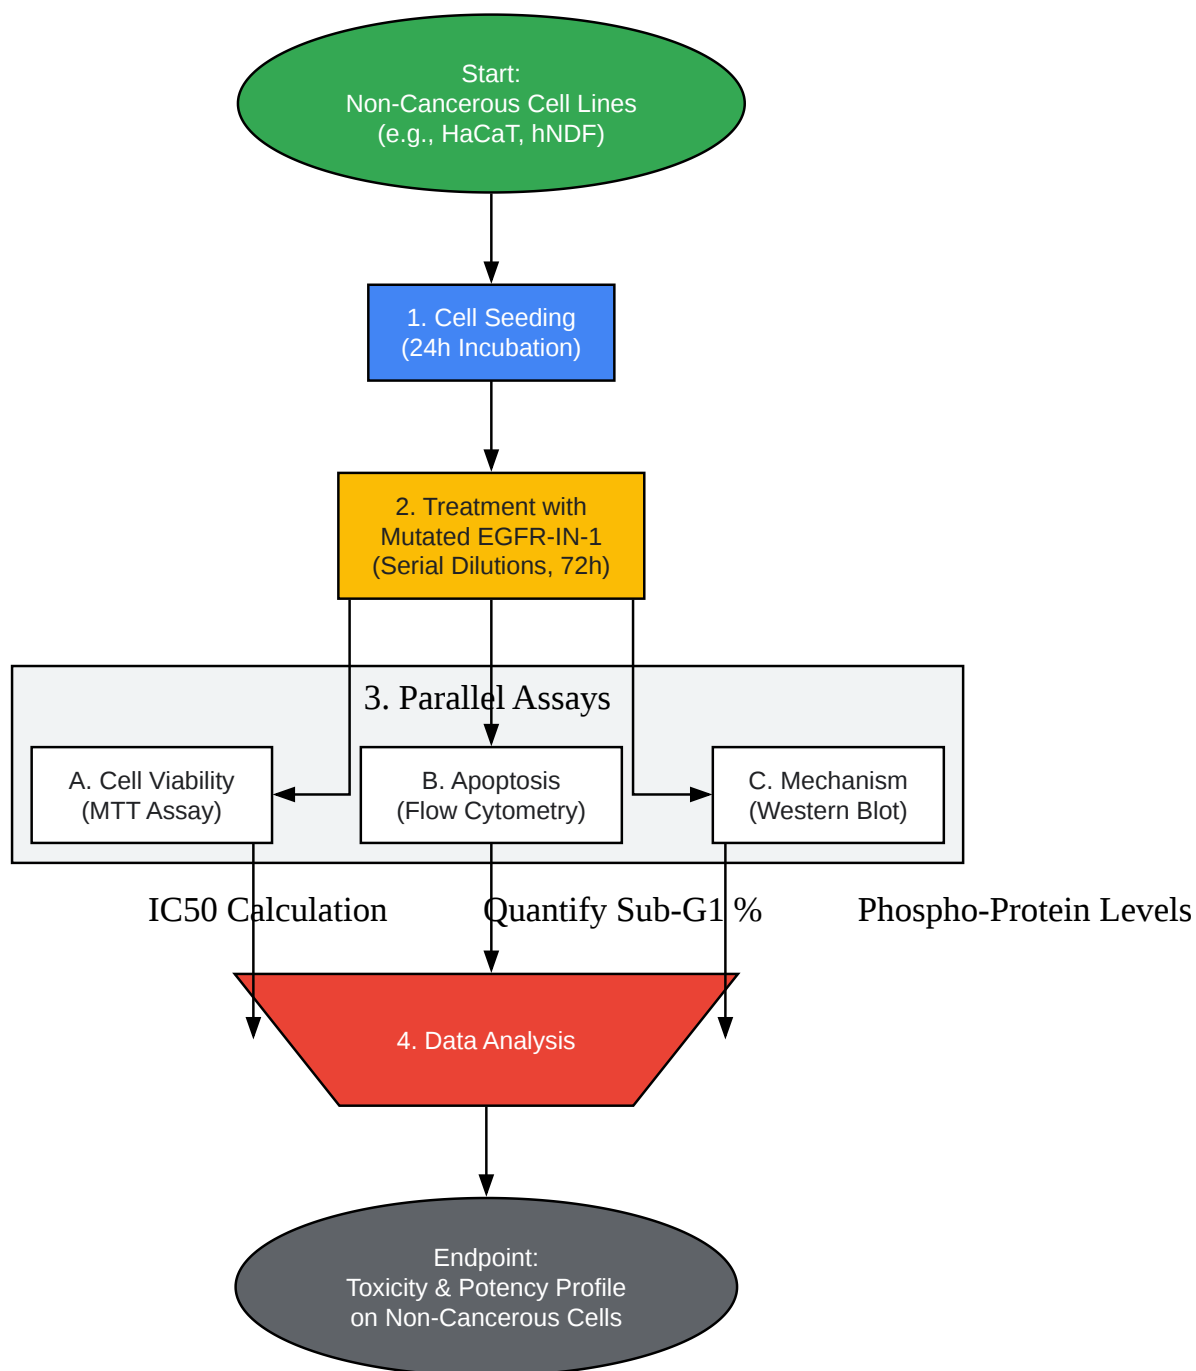 Start:
Non-Cancerous Cell Lines
(e.g., HaCaT, hNDF)
1. Cell Seeding
(24h Incubation)
2. Treatment with
Mutated EGFR-IN-1
(Serial Dilutions, 72h)
3. Parallel Assays
A. Cell Viability
(MTT Assay)
B. Apoptosis
(Flow Cytometry)
C. Mechanism
(Western Blot)
IC50 Calculation
Quantify Sub-G1 %
Phospho-Protein Levels
4. Data Analysis
Endpoint:
Toxicity & Potency Profile
on Non-Cancerous Cells